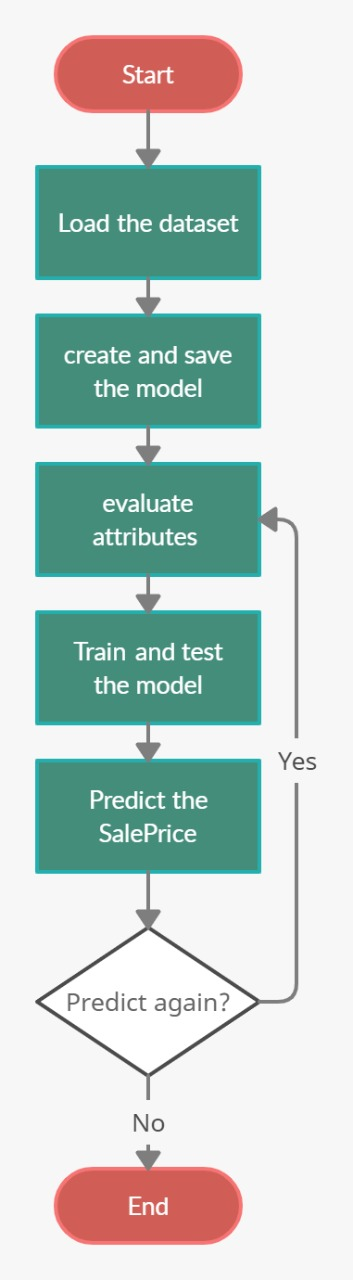 Start
Load the dataset
create and save
the model
evaluate
attributes
Train and test
the model
Predict the
SalePrice
Yes
Predict again?
No
End